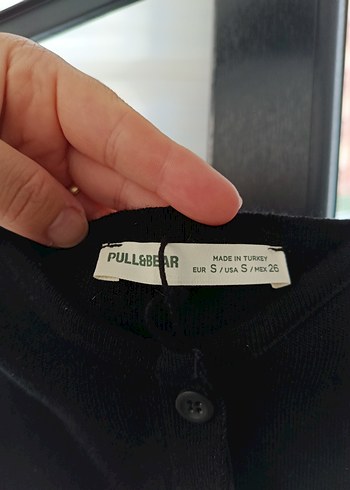 PULL&BEAR
MADE IN TURKEY
EUR S / USA S / MEX 26